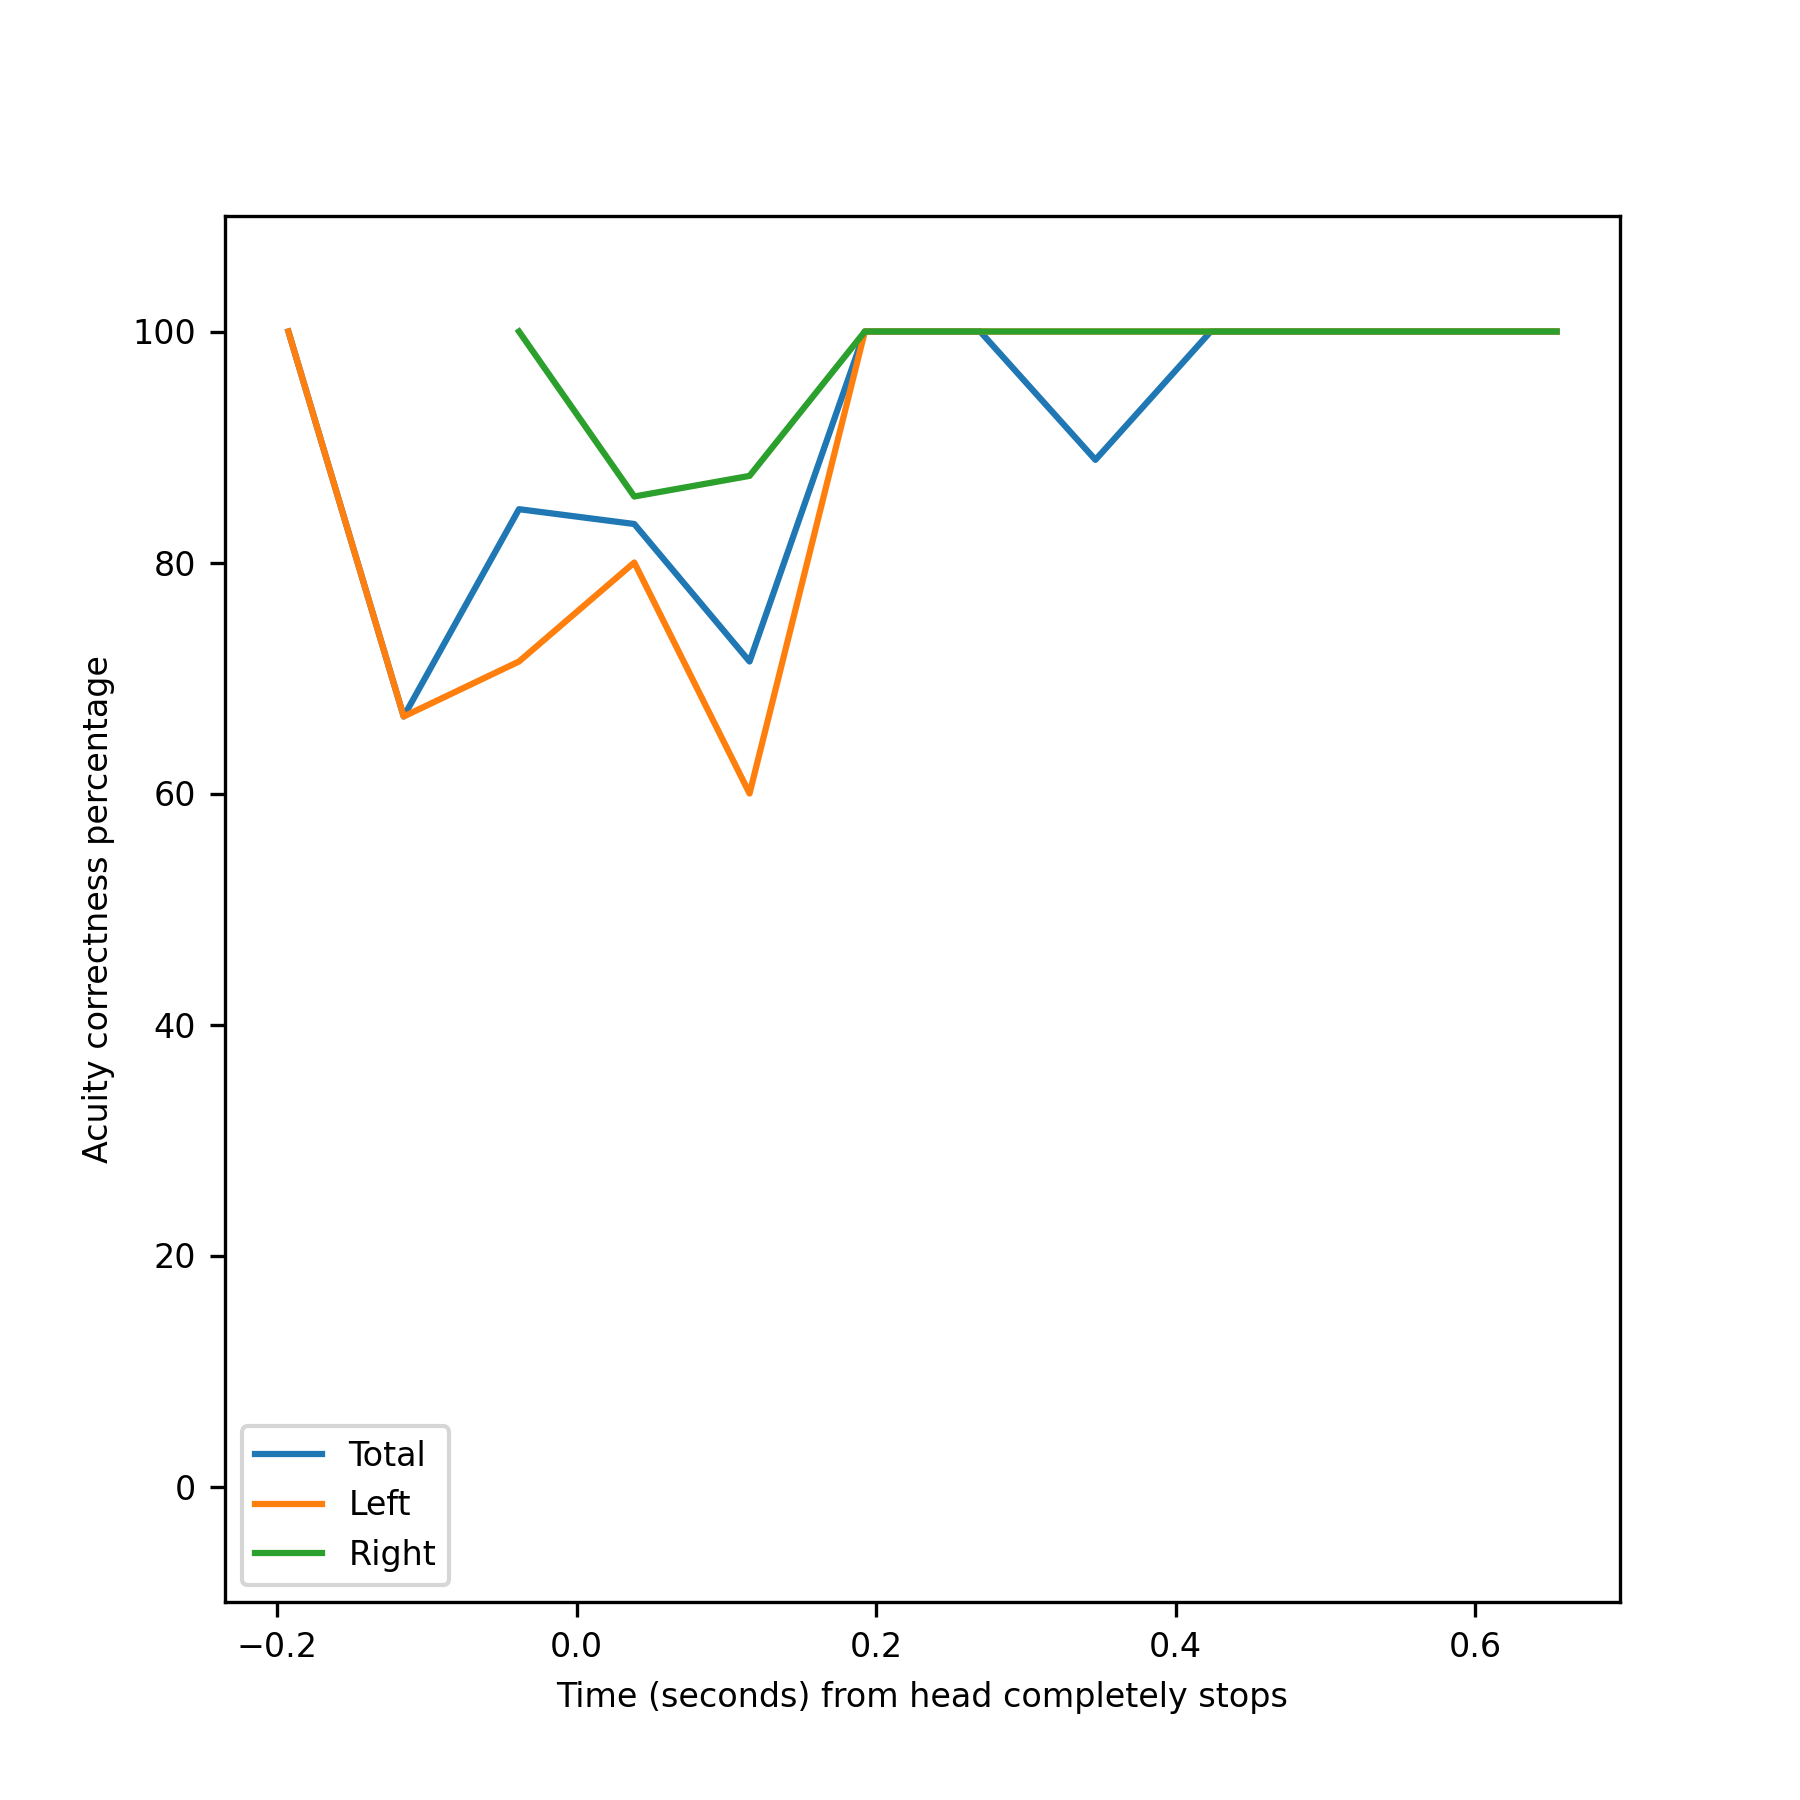 100
80
60
40
20
0
Acuity correctness percentage
Total
Left
Right
−0.2 0.0 0.2 0.4 0.6
Time (seconds) from head completely stops